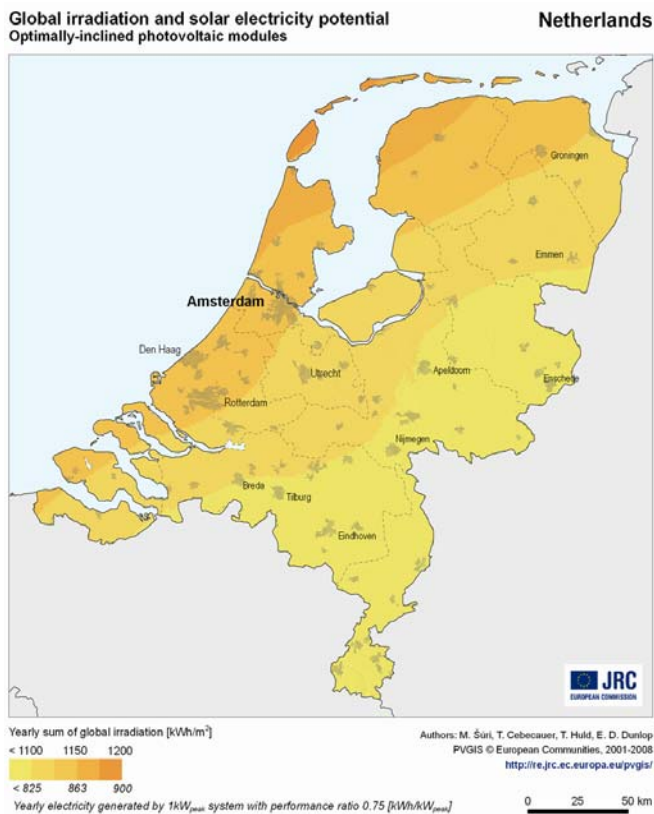 Global irradiation and solar electricity potential
Optimally-inclined photovoltaic modules
Netherlands
Groningen
Emmen
Amsterdam
Den Haag
Utrecht
Apeldoorn
Enschede
Rotterdam
Nijmegen
Breda
Tilburg
Eindhoven
JRC
EUROPEAN COMMISSION
Yearly sum of global irradiation [kWh/m²]
< 1100 1150 1200
< 825 863 900
Yearly electricity generated by 1kWpeak system with performance ratio 0.75 [kWh/kWpeak]
Authors: M. Šúri, T. Cebecauer, T. Huld, E. D. Dunlop
PVGIS © European Communities, 2001-2008
http://re.jrc.ec.europa.eu/pvgis/
0 25 50 km